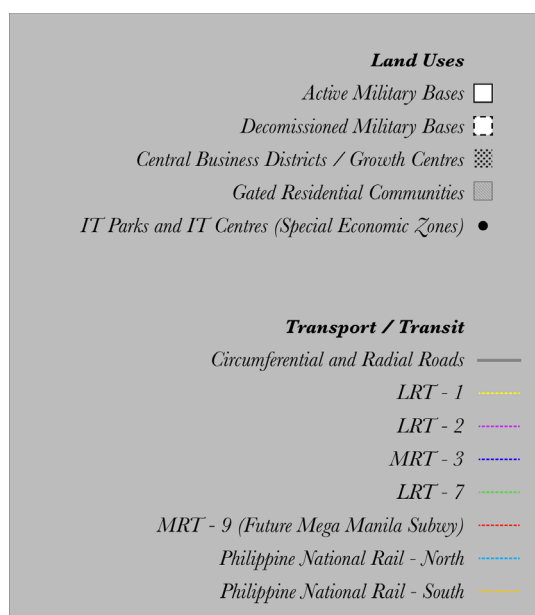 Land Uses
Active Military Bases
Decomissioned Military Bases
Central Business Districts / Growth Centres
Gated Residential Communities
IT Parks and IT Centres (Special Economic Zones)
Transport / Transit
Circumferential and Radial Roads
LRT - 1
LRT - 2
MRT - 3
LRT - 7
MRT - 9 (Future Mega Manila Subwy)
Philippine National Rail - North
Philippine National Rail - South